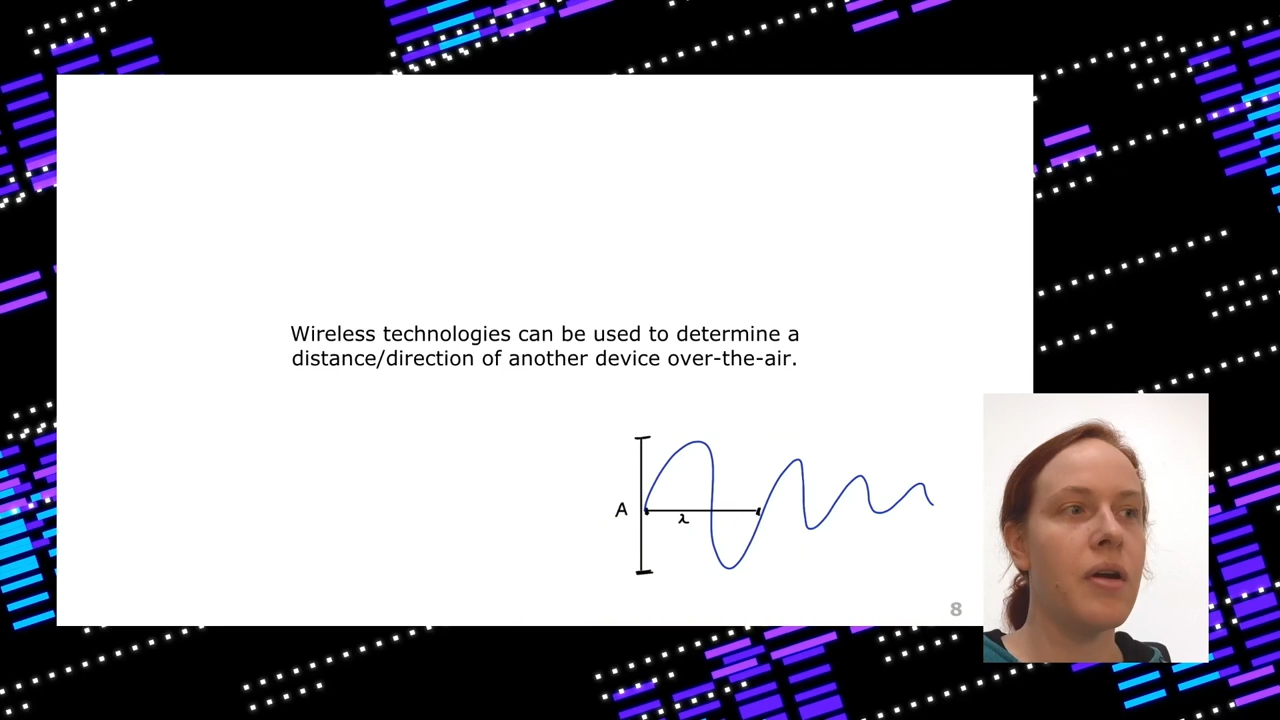 Wireless technologies can be used to determine a
distance/direction of another device over-the-air.
A
λ
8